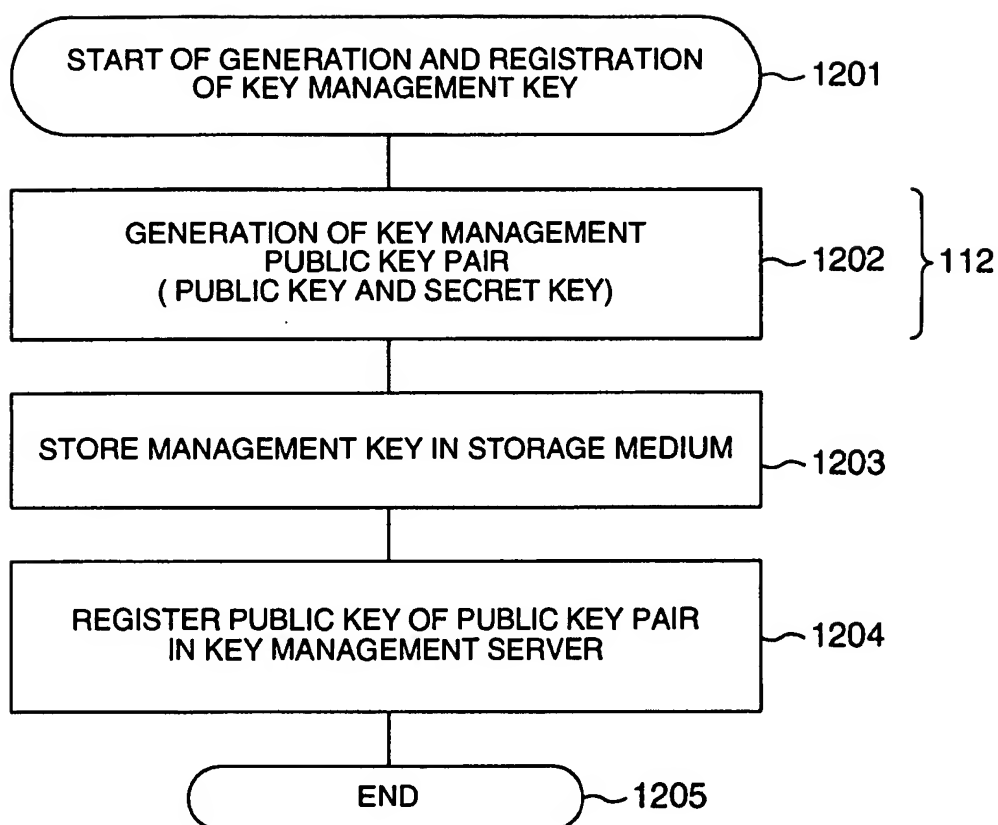 START OF GENERATION AND REGISTRATION
OF KEY MANAGEMENT KEY
1201
GENERATION OF KEY MANAGEMENT
PUBLIC KEY PAIR
( PUBLIC KEY AND SECRET KEY)
1202
112
STORE MANAGEMENT KEY IN STORAGE MEDIUM
1203
REGISTER PUBLIC KEY OF PUBLIC KEY PAIR
IN KEY MANAGEMENT SERVER
1204
END
1205